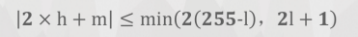 |2 × h + m| ≤ min(2(255-l), 2l + 1)